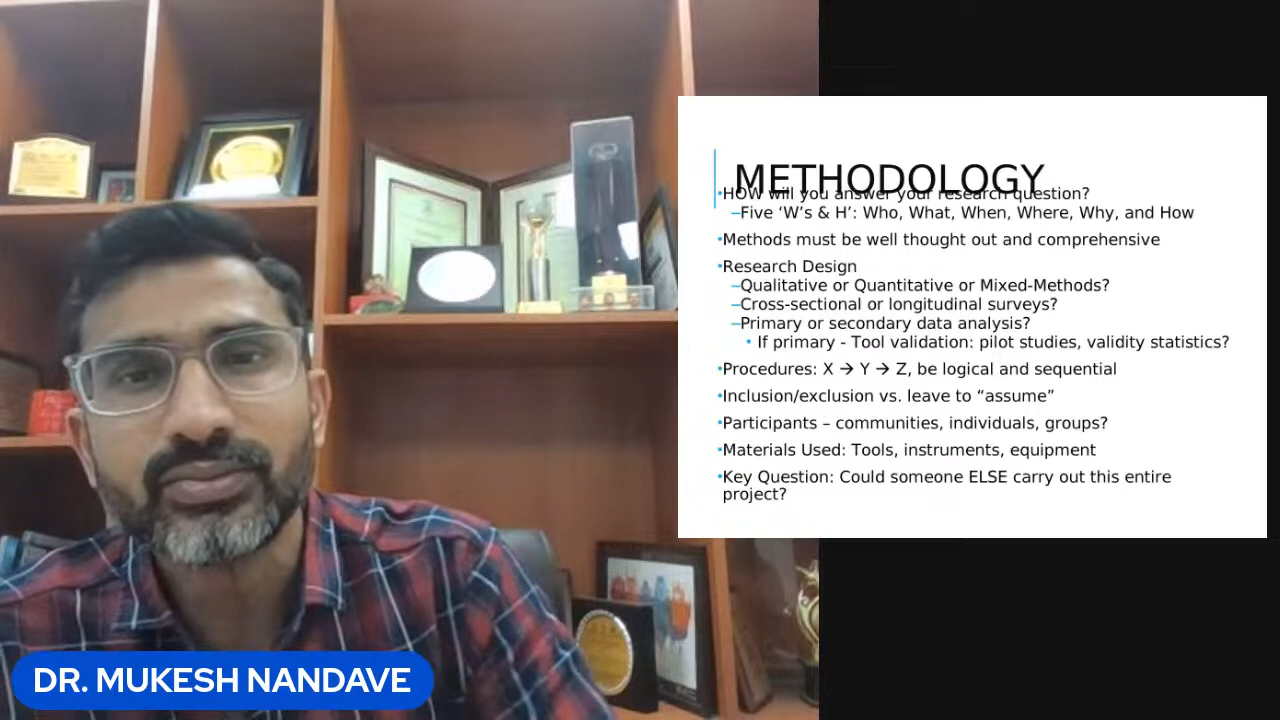 METHODOLOGY
•HOW will you answer your research question?
–Five ‘W’s & H’: Who, What, When, Where, Why, and How
•Methods must be well thought out and comprehensive
•Research Design
–Qualitative or Quantitative or Mixed-Methods?
–Cross-sectional or longitudinal surveys?
–Primary or secondary data analysis?
• If primary - Tool validation: pilot studies, validity statistics?
•Procedures: X → Y → Z, be logical and sequential
•Inclusion/exclusion vs. leave to “assume”
•Participants – communities, individuals, groups?
•Materials Used: Tools, instruments, equipment
•Key Question: Could someone ELSE carry out this entire
project?
DR. MUKESH NANDAVE